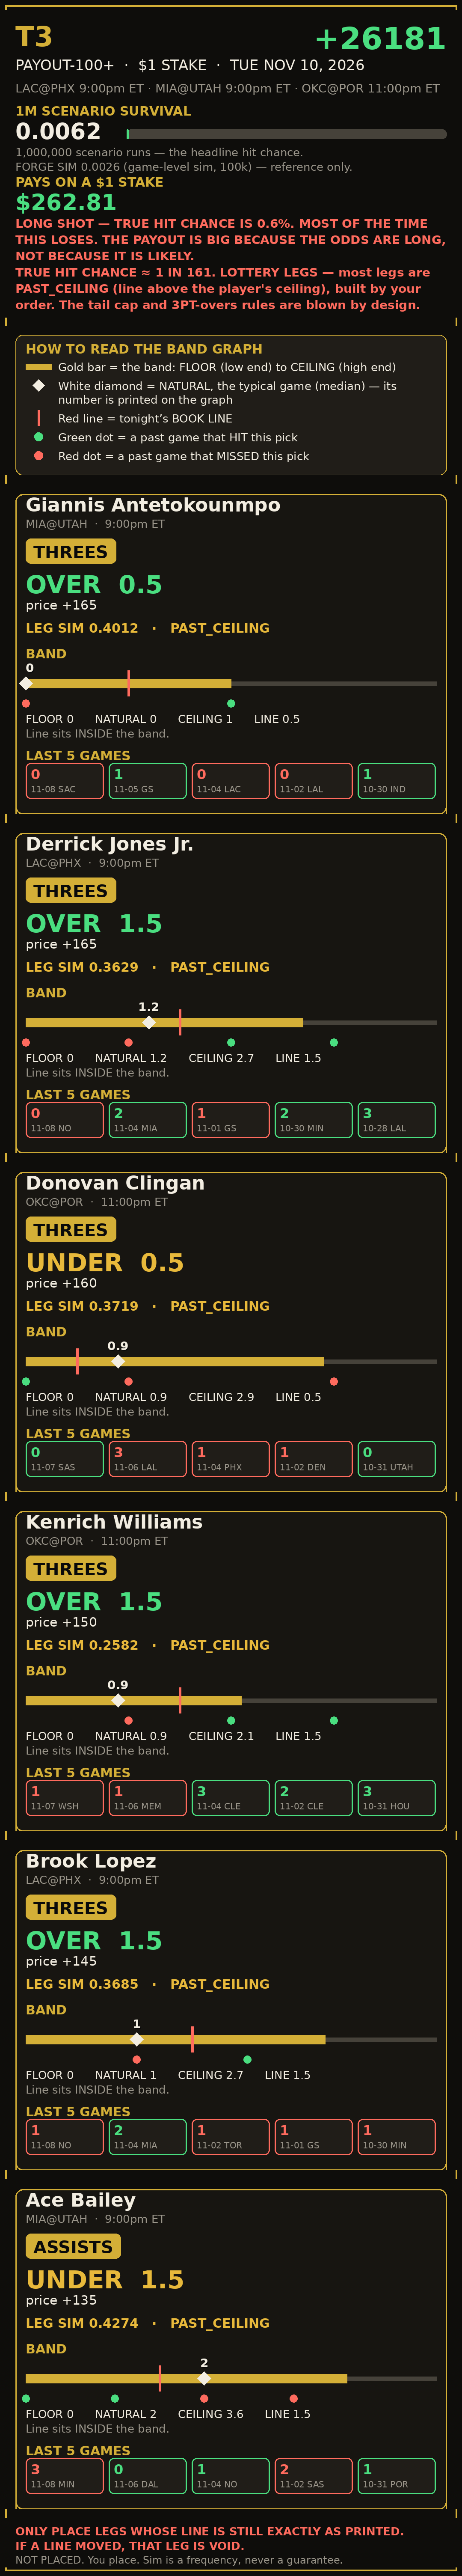 T3
+26181
PAYOUT-100+ · $1 STAKE · TUE NOV 10, 2026
LAC@PHX 9:00pm ET · MIA@UTAH 9:00pm ET · OKC@POR 11:00pm ET
1M SCENARIO SURVIVAL
0.0062
1,000,000 scenario runs — the headline hit chance.
FORGE SIM 0.0026 (game-level sim, 100k) — reference only.
PAYS ON A $1 STAKE
$262.81
LONG SHOT — TRUE HIT CHANCE IS 0.6%. MOST OF THE TIME
THIS LOSES. THE PAYOUT IS BIG BECAUSE THE ODDS ARE LONG,
NOT BECAUSE IT IS LIKELY.
TRUE HIT CHANCE ≈ 1 IN 161. LOTTERY LEGS — most legs are
PAST_CEILING (line above the player's ceiling), built by your
order. The tail cap and 3PT-overs rules are blown by design.
HOW TO READ THE BAND GRAPH
Gold bar = the band: FLOOR (low end) to CEILING (high end)
White diamond = NATURAL, the typical game (median) — its
number is printed on the graph
Red line = tonight's BOOK LINE
Green dot = a past game that HIT this pick
Red dot = a past game that MISSED this pick
Giannis Antetokounmpo
MIA@UTAH · 9:00pm ET
THREES
OVER 0.5
price +165
LEG SIM 0.4012 · PAST_CEILING
BAND
0
FLOOR 0 NATURAL 0 CEILING 1 LINE 0.5
Line sits INSIDE the band.
LAST 5 GAMES
0 1 0 0 1
11-08 SAC 11-05 GS 11-04 LAC 11-02 LAL 10-30 IND
Derrick Jones Jr.
LAC@PHX · 9:00pm ET
THREES
OVER 1.5
price +165
LEG SIM 0.3629 · PAST_CEILING
BAND
1.2
FLOOR 0 NATURAL 1.2 CEILING 2.7 LINE 1.5
Line sits INSIDE the band.
LAST 5 GAMES
0 2 1 2 3
11-08 NO 11-04 MIA 11-01 GS 10-30 MIN 10-28 LAL
Donovan Clingan
OKC@POR · 11:00pm ET
THREES
UNDER 0.5
price +160
LEG SIM 0.3719 · PAST_CEILING
BAND
0.9
FLOOR 0 NATURAL 0.9 CEILING 2.9 LINE 0.5
Line sits INSIDE the band.
LAST 5 GAMES
0 3 1 1 0
11-07 SAS 11-06 LAL 11-04 PHX 11-02 DEN 10-31 UTAH
Kenrich Williams
OKC@POR · 11:00pm ET
THREES
OVER 1.5
price +150
LEG SIM 0.2582 · PAST_CEILING
BAND
0.9
FLOOR 0 NATURAL 0.9 CEILING 2.1 LINE 1.5
Line sits INSIDE the band.
LAST 5 GAMES
1 1 3 2 3
11-07 WSH 11-06 MEM 11-04 CLE 11-02 CLE 10-31 HOU
Brook Lopez
LAC@PHX · 9:00pm ET
THREES
OVER 1.5
price +145
LEG SIM 0.3685 · PAST_CEILING
BAND
1
FLOOR 0 NATURAL 1 CEILING 2.7 LINE 1.5
Line sits INSIDE the band.
LAST 5 GAMES
1 2 1 1 1
11-08 NO 11-04 MIA 11-02 TOR 11-01 GS 10-30 MIN
Ace Bailey
MIA@UTAH · 9:00pm ET
ASSISTS
UNDER 1.5
price +135
LEG SIM 0.4274 · PAST_CEILING
BAND
2
FLOOR 0 NATURAL 2 CEILING 3.6 LINE 1.5
Line sits INSIDE the band.
LAST 5 GAMES
3 0 1 2 1
11-08 MIN 11-06 DAL 11-04 NO 11-02 SAS 10-31 POR
ONLY PLACE LEGS WHOSE LINE IS STILL EXACTLY AS PRINTED.
IF A LINE MOVED, THAT LEG IS VOID.
NOT PLACED. You place. Sim is a frequency, never a guarantee.